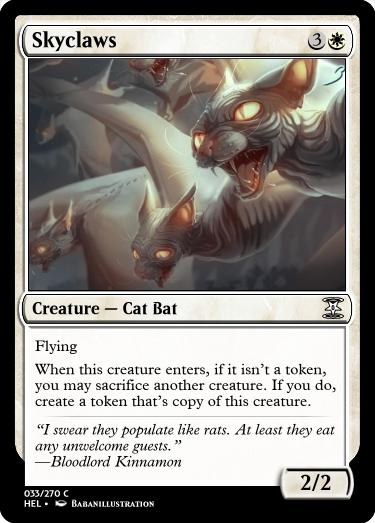 Skyclaws 3
Creature — Cat Bat
Flying
When this creature enters, if it isn't a token,
you may sacrifice another creature. If you do,
create a token that's copy of this creature.
"I swear they populate like rats. At least they eat
any unwelcome guests."
—Bloodlord Kinnamon
2/2
033/270 C
HEL • Babanillustration